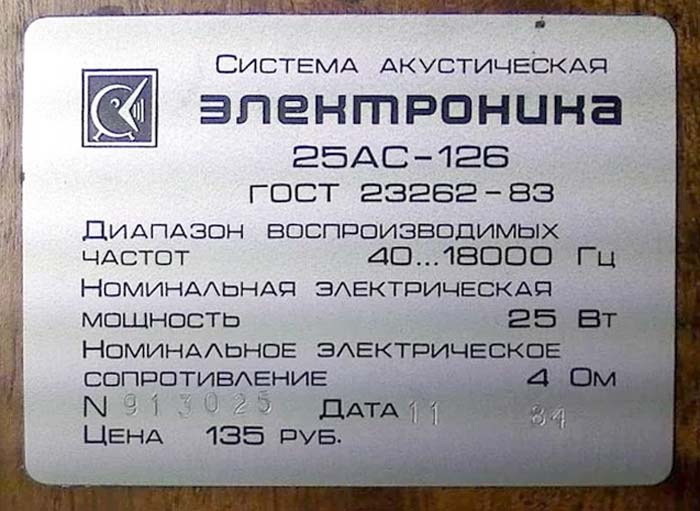 Система акустическая
электроника
25АС-126
ГОСТ 23262-83
Диапазон воспроизводимых
частот 40...18000 Гц
Номинальная электрическая
мощность 25 Вт
Номинальное электрическое
сопротивление 4 Ом
N 913025 Дата 11 84
Цена 135 руб.